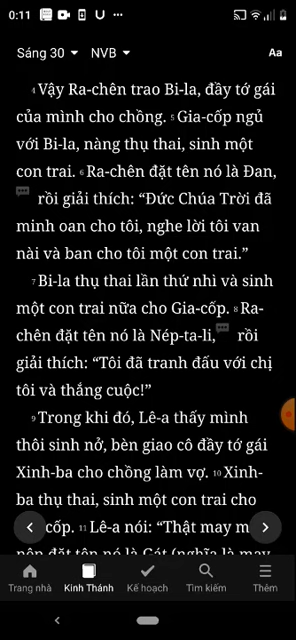 0:11
Sáng 30 NVB Aa
4 Vậy Ra-chên trao Bi-la, đầy tớ gái
của mình cho chồng. 5 Gia-cốp ngủ
với Bi-la, nàng thụ thai, sinh một
con trai. 6 Ra-chên đặt tên nó là Đan,
rồi giải thích: “Đức Chúa Trời đã
minh oan cho tôi, nghe lời tôi van
nài và ban cho tôi một con trai.”
7 Bi-la thụ thai lần thứ nhì và sinh
một con trai nữa cho Gia-cốp. 8 Ra-
chên đặt tên nó là Nép-ta-li, rồi
giải thích: “Tôi đã tranh đấu với chị
tôi và thắng cuộc!”
9 Trong khi đó, Lê-a thấy mình
thôi sinh nở, bèn giao cô đầy tớ gái
Xinh-ba cho chồng làm vợ. 10 Xinh-
ba thụ thai, sinh một con trai cho
cốp. 11 Lê-a nói: “Thật may m
nên đặt tên nó là Gát (nghĩa là may
Trang nhà Kinh Thánh Kế hoạch Tìm kiếm Thêm